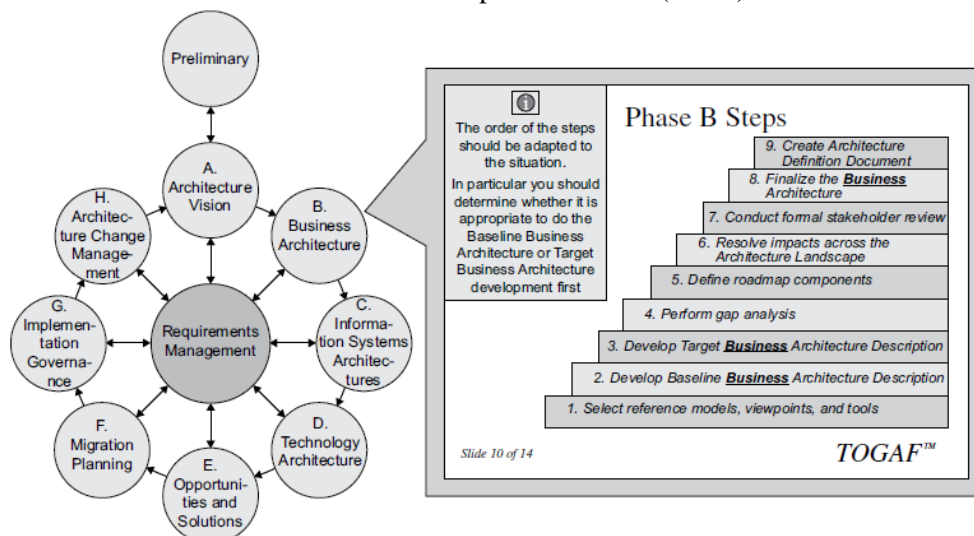 Preliminary
A.
Architecture
Vision
B.
Business
Architecture
C.
Informa-
tion Systems
Architec-
tures
D.
Technology
Architecture
E.
Opportuni-
ties and
Solutions
F.
Migration
Planning
G.
Implemen-
tation
Governa-
nce
H.
Architec-
ture Change
Manage-
ment
Requirements
Management
i
The order of the steps
should be adapted to
the situation.
In particular you should
determine whether it is
appropriate to do the
Baseline Business
Architecture or Target
Business Architecture
development first
Phase B Steps
9. Create Architecture
Definition Document
8. Finalize the Business
Architecture
7. Conduct formal stakeholder review
6. Resolve impacts across the
Architecture Landscape
5. Define roadmap components
4. Perform gap analysis
3. Develop Target Business Architecture Description
2. Develop Baseline Business Architecture Description
1. Select reference models, viewpoints, and tools
Slide 10 of 14
TOGAF™